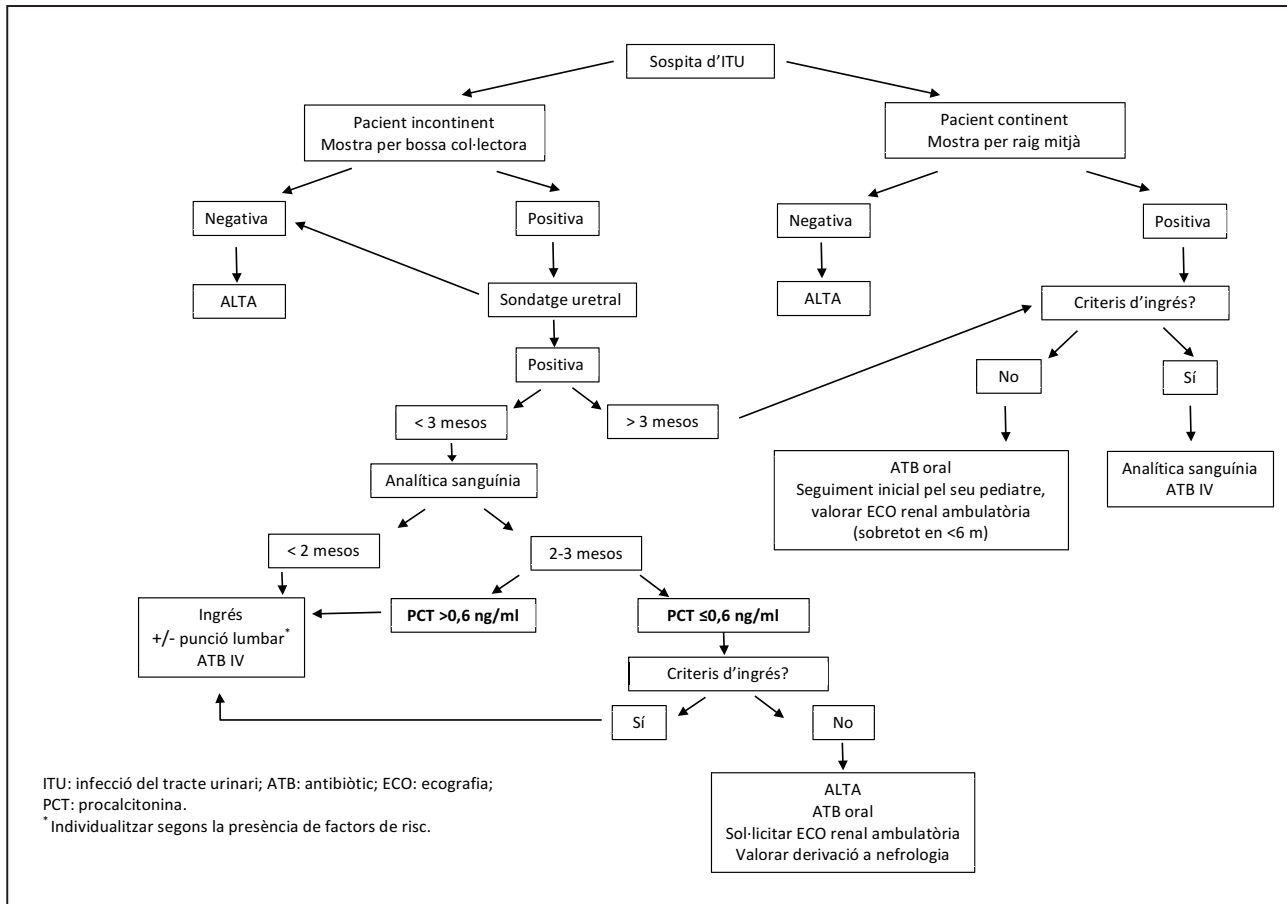 Sospita d’ITU
Pacient incontinent
Mostra per bossa col·lectora
Pacient continent
Mostra per raig mitjà
Negativa
Positiva
Negativa
Positiva
ALTA
Sondatge uretral
ALTA
Criteris d’ingrés?
Positiva
No
Sí
< 3 mesos
> 3 mesos
Analítica sanguínia
ATB oral
Seguiment inicial pel seu pediatre,
valorar ECO renal ambulatòria
(sobretot en <6 m)
Analítica sanguínia
ATB IV
< 2 mesos
2-3 mesos
Ingrés
+/- punció lumbar*
ATB IV
PCT >0,6 ng/ml
PCT ≤0,6 ng/ml
Criteris d’ingrés?
Sí
No
ALTA
ATB oral
Sol·licitar ECO renal ambulatòria
Valorar derivació a nefrologia
ITU: infecció del tracte urinari; ATB: antibiòtic; ECO: ecografia;
PCT: procalcitonina.
* Individualitzar segons la presència de factors de risc.